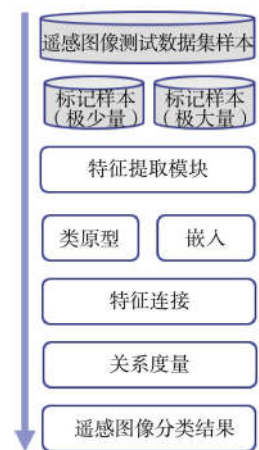 遥感图像测试数据集样本
标记样本
（极少量）
标记样本
（极大量）
特征提取模块
类原型
嵌入
特征连接
关系度量
遥感图像分类结果